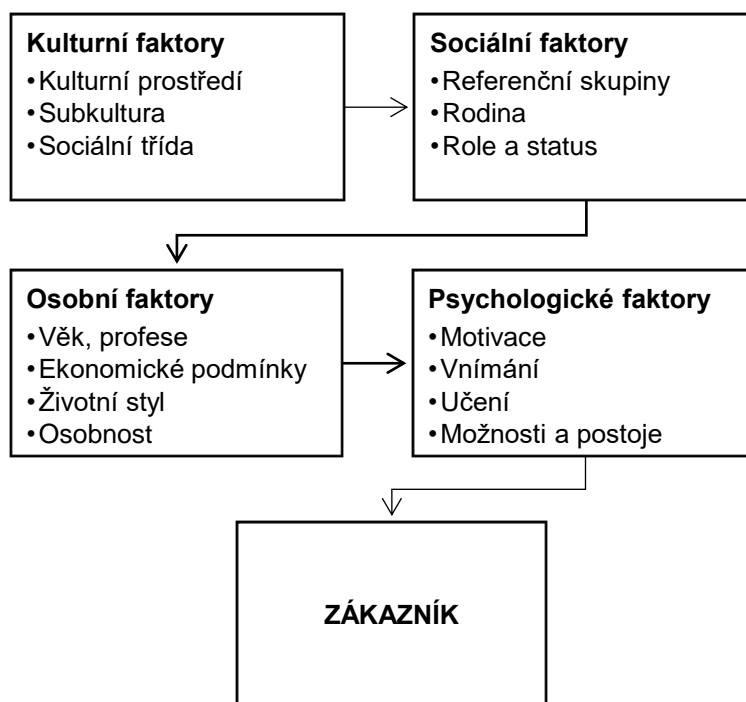 Kulturní faktory
•Kulturní prostředí
•Subkultura
•Sociální třída
Sociální faktory
•Referenční skupiny
•Rodina
•Role a status
Osobní faktory
•Věk, profese
•Ekonomické podmínky
•Životní styl
•Osobnost
Psychologické faktory
•Motivace
•Vnímání
•Učení
•Možnosti a postoje
ZÁKAZNÍK